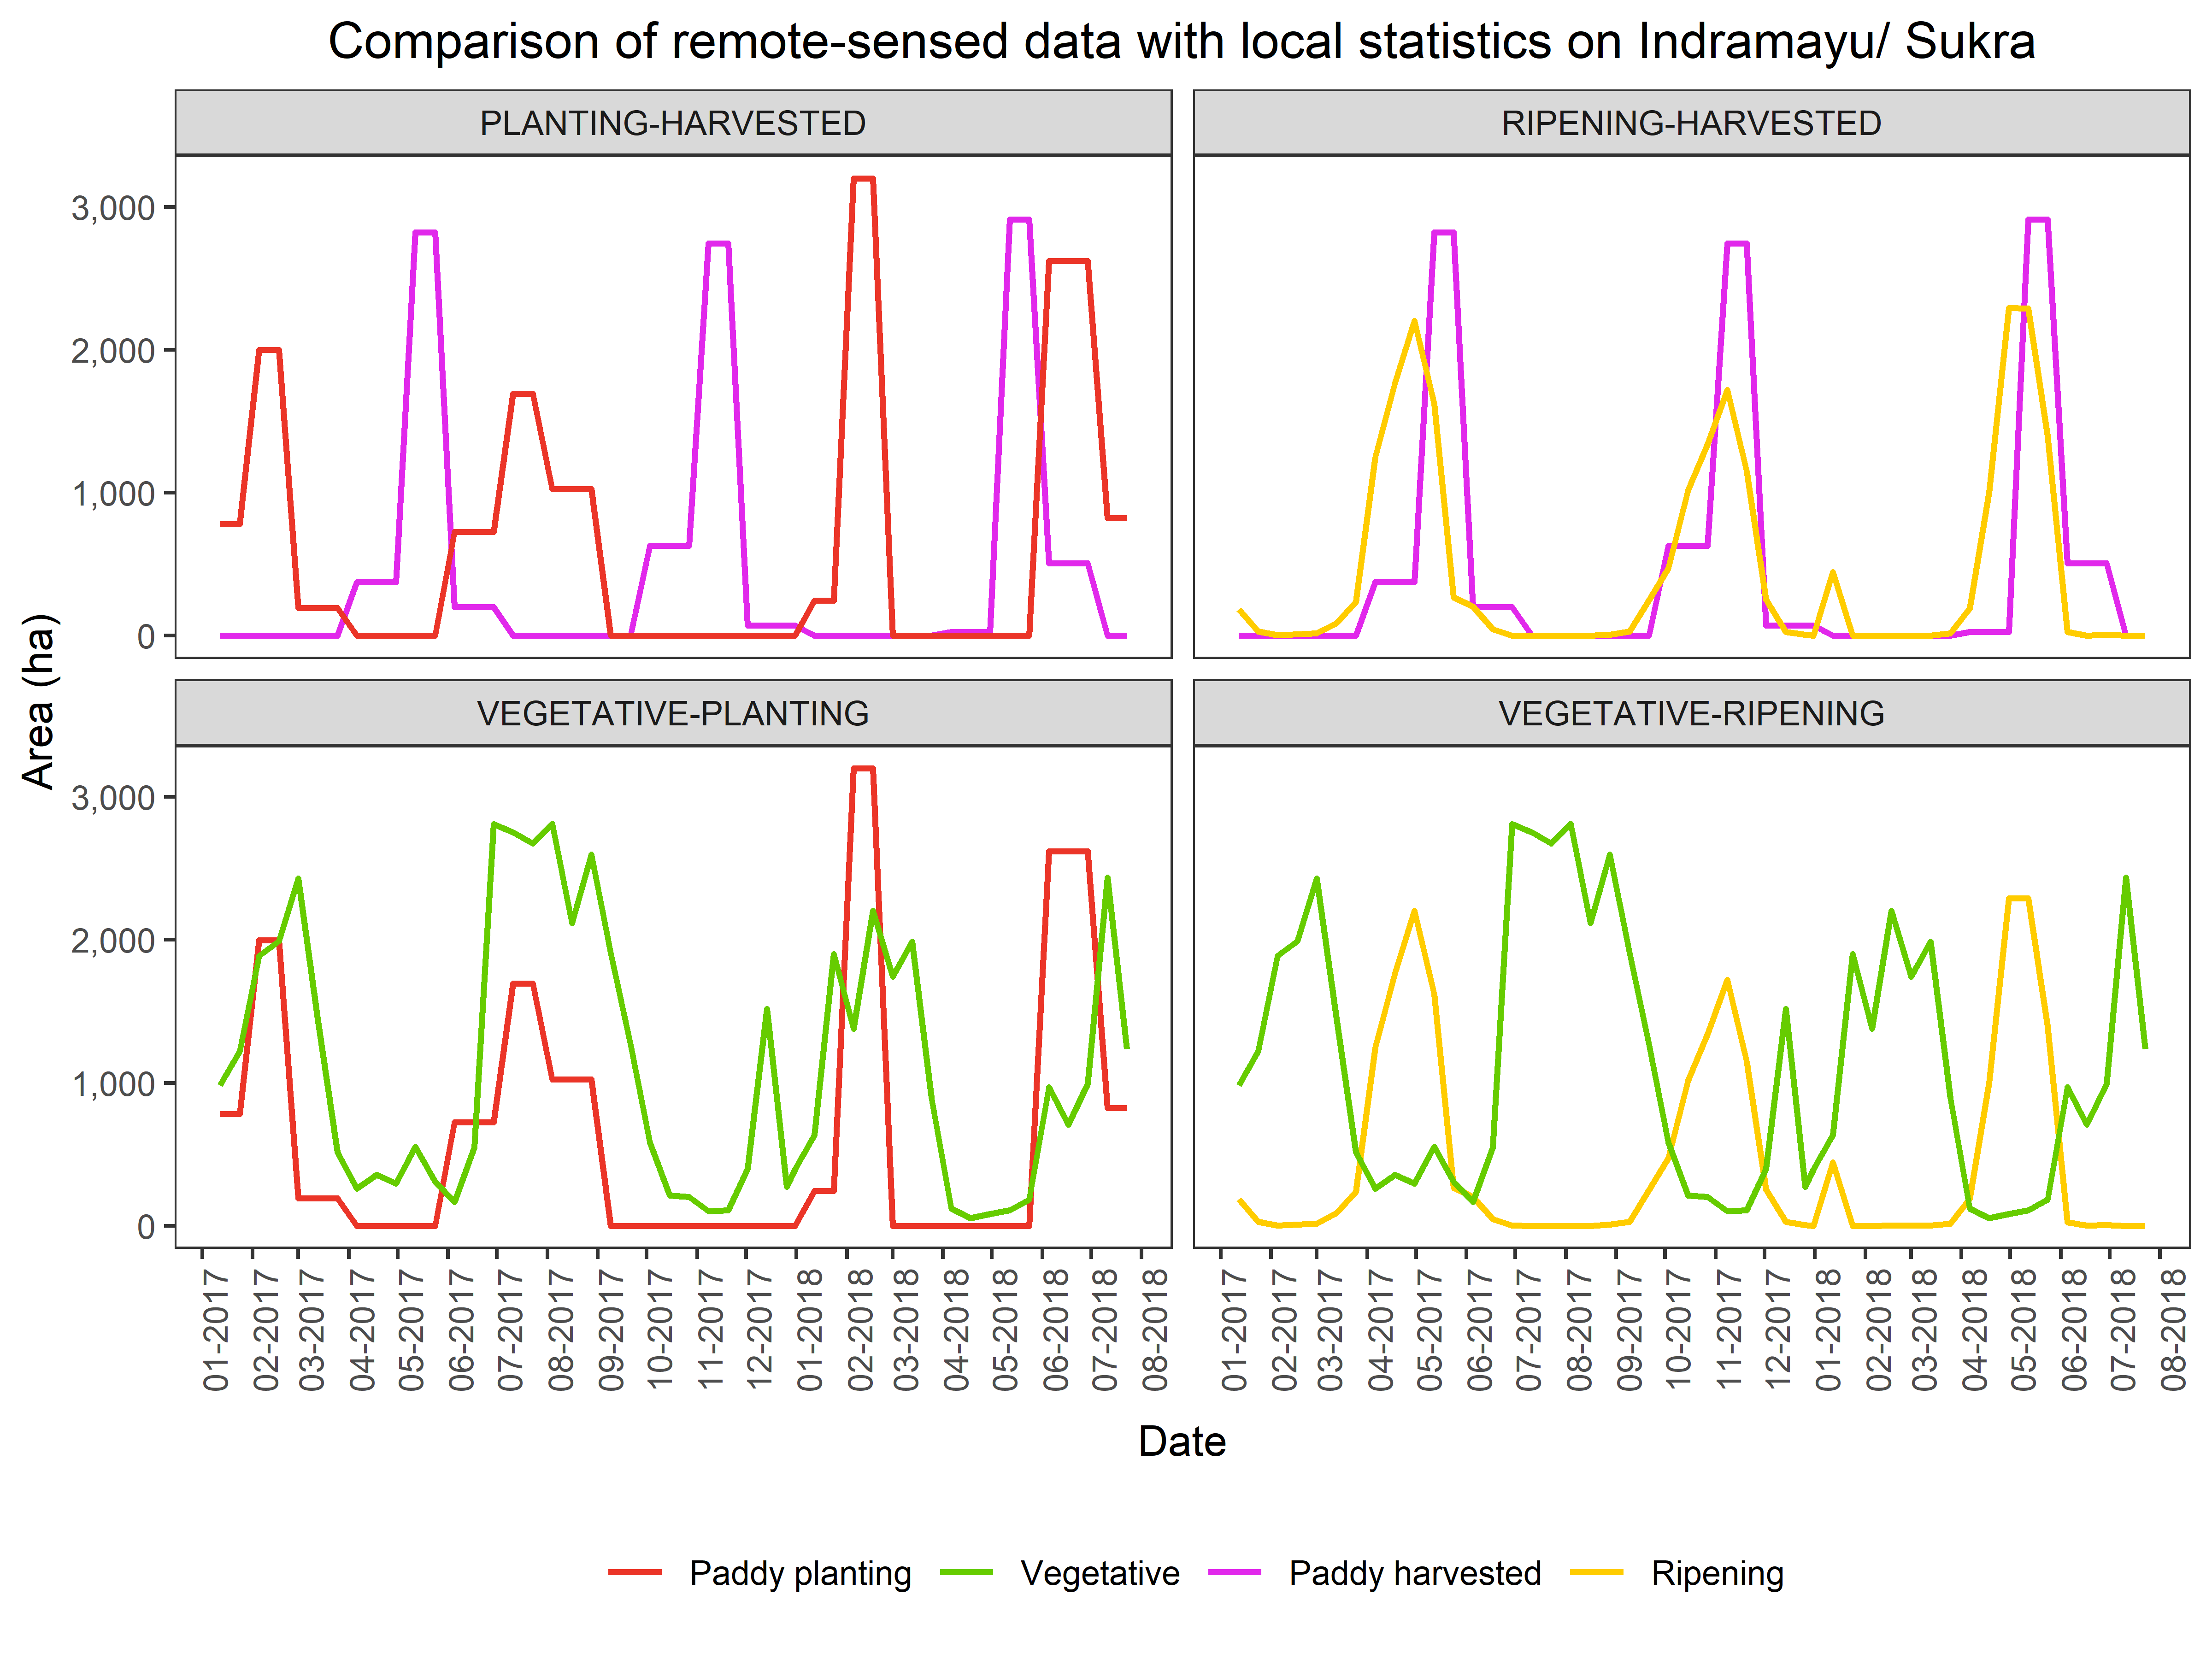 Comparison of remote-sensed data with local statistics on Indramayu/ Sukra
PLANTING-HARVESTED
RIPENING-HARVESTED
3,000
2,000
1,000
0
Area (ha)
VEGETATIVE-PLANTING
VEGETATIVE-RIPENING
3,000
2,000
1,000
0
01-2017 02-2017 03-2017 04-2017 05-2017 06-2017 07-2017 08-2017 09-2017 10-2017 11-2017 12-2017 01-2018 02-2018 03-2018 04-2018 05-2018 06-2018 07-2018 08-2018
01-2017 02-2017 03-2017 04-2017 05-2017 06-2017 07-2017 08-2017 09-2017 10-2017 11-2017 12-2017 01-2018 02-2018 03-2018 04-2018 05-2018 06-2018 07-2018 08-2018
Date
Paddy planting Vegetative Paddy harvested Ripening